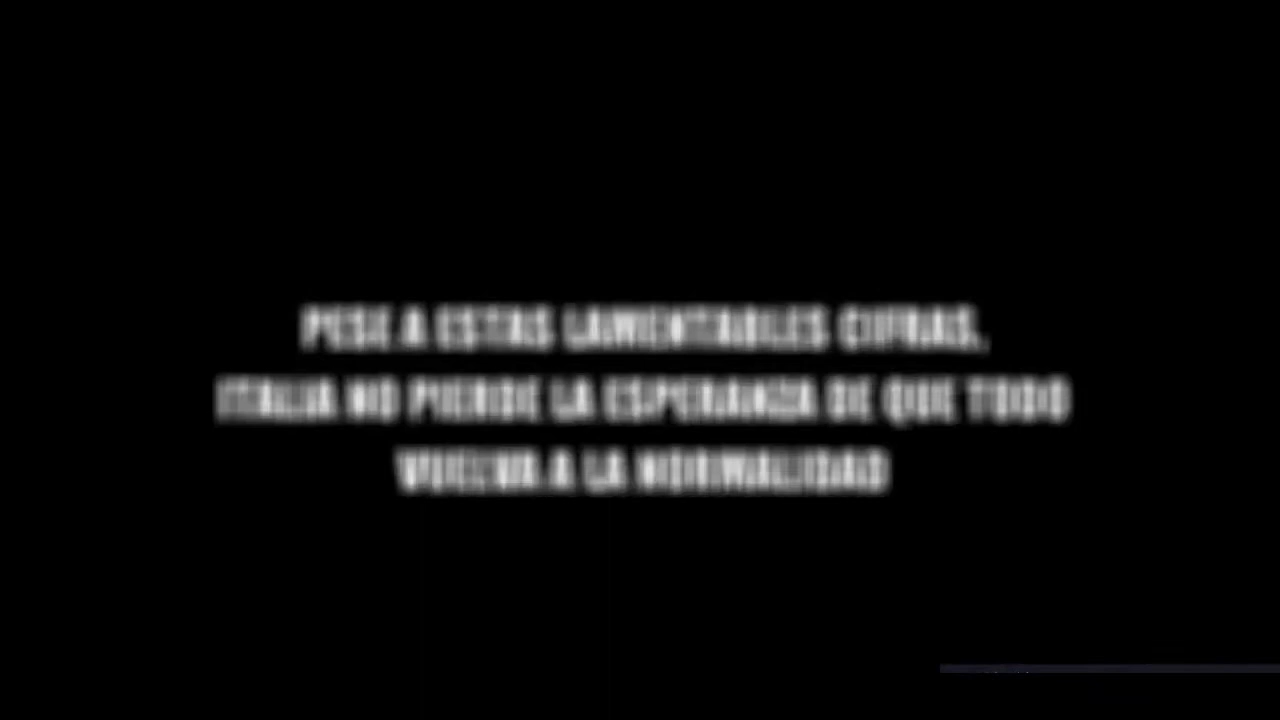 PESE A ESTAS LAMENTABLES CIFRAS,
ITALIA NO PIERDE LA ESPERANZA DE QUE TODO
VUELVA A LA NORMALIDAD